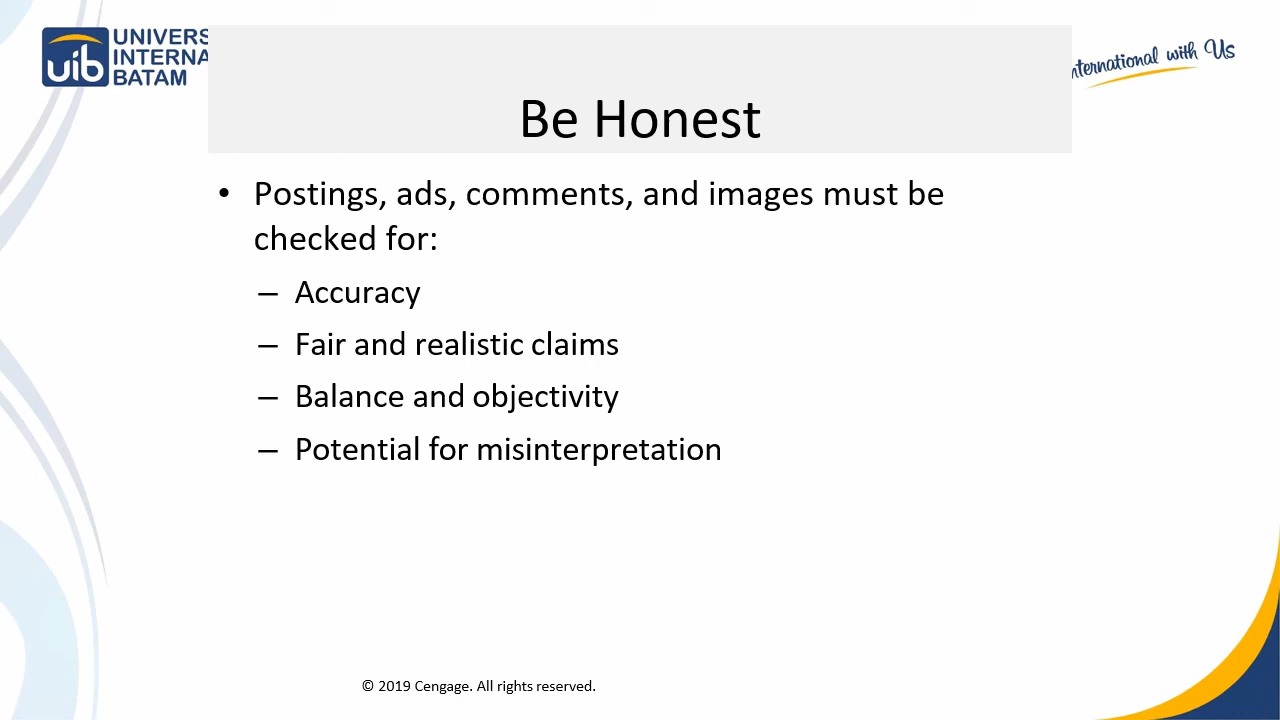 uib
UNIVERS
INTERNA
BATAM
nternational with Us
Be Honest
• Postings, ads, comments, and images must be
checked for:
– Accuracy
– Fair and realistic claims
– Balance and objectivity
– Potential for misinterpretation
© 2019 Cengage. All rights reserved.